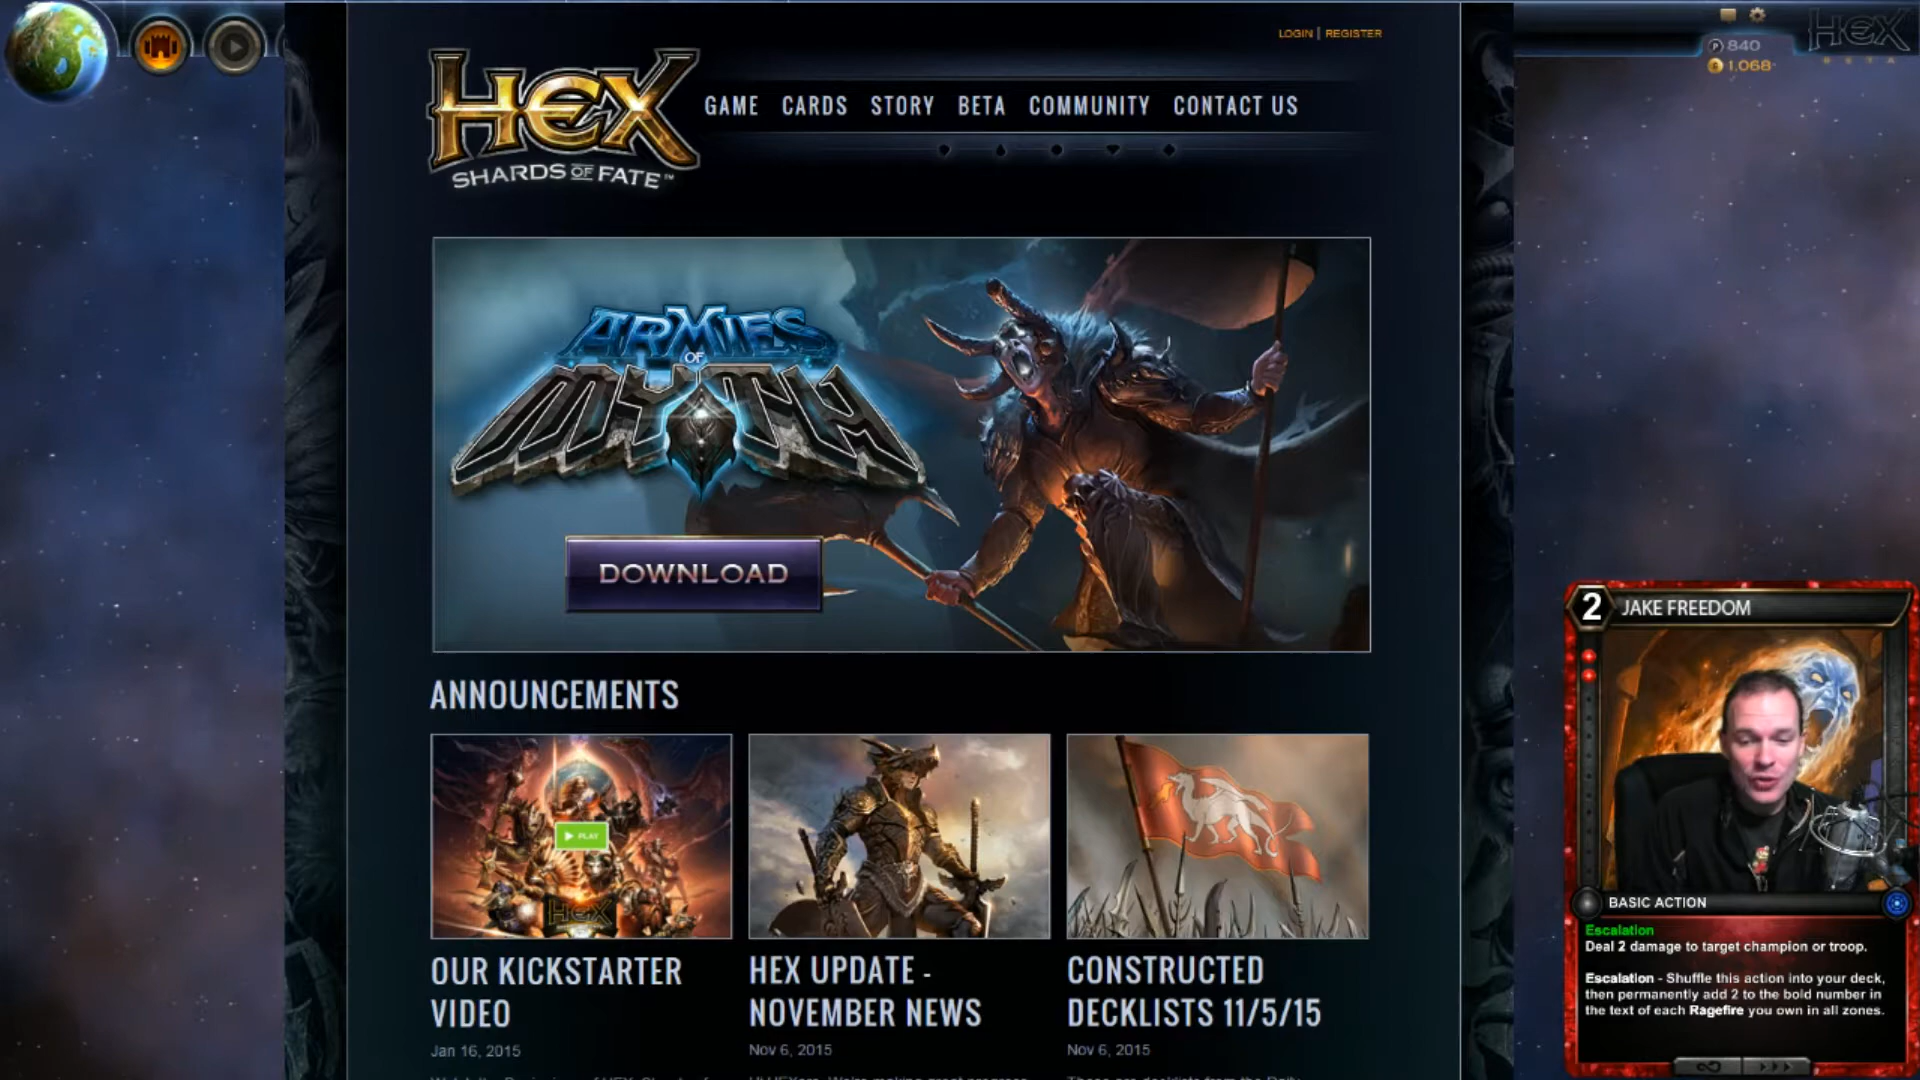 LOGIN | REGISTER
HEX
SHARDS OF FATE™
GAME CARDS STORY BETA COMMUNITY CONTACT US
HEX
BETA
840
1,068
ARMIES
OF
MYTH
DOWNLOAD
ANNOUNCEMENTS
PLAY
HEX
OUR KICKSTARTER
VIDEO
Jan 16, 2015
HEX UPDATE -
NOVEMBER NEWS
Nov 6, 2015
CONSTRUCTED
DECKLISTS 11/5/15
Nov 6, 2015
2 JAKE FREEDOM
BASIC ACTION
Escalation
Deal 2 damage to target champion or troop.
Escalation - Shuffle this action into your deck,
then permanently add 2 to the bold number in
the text of each Ragefire you own in all zones.